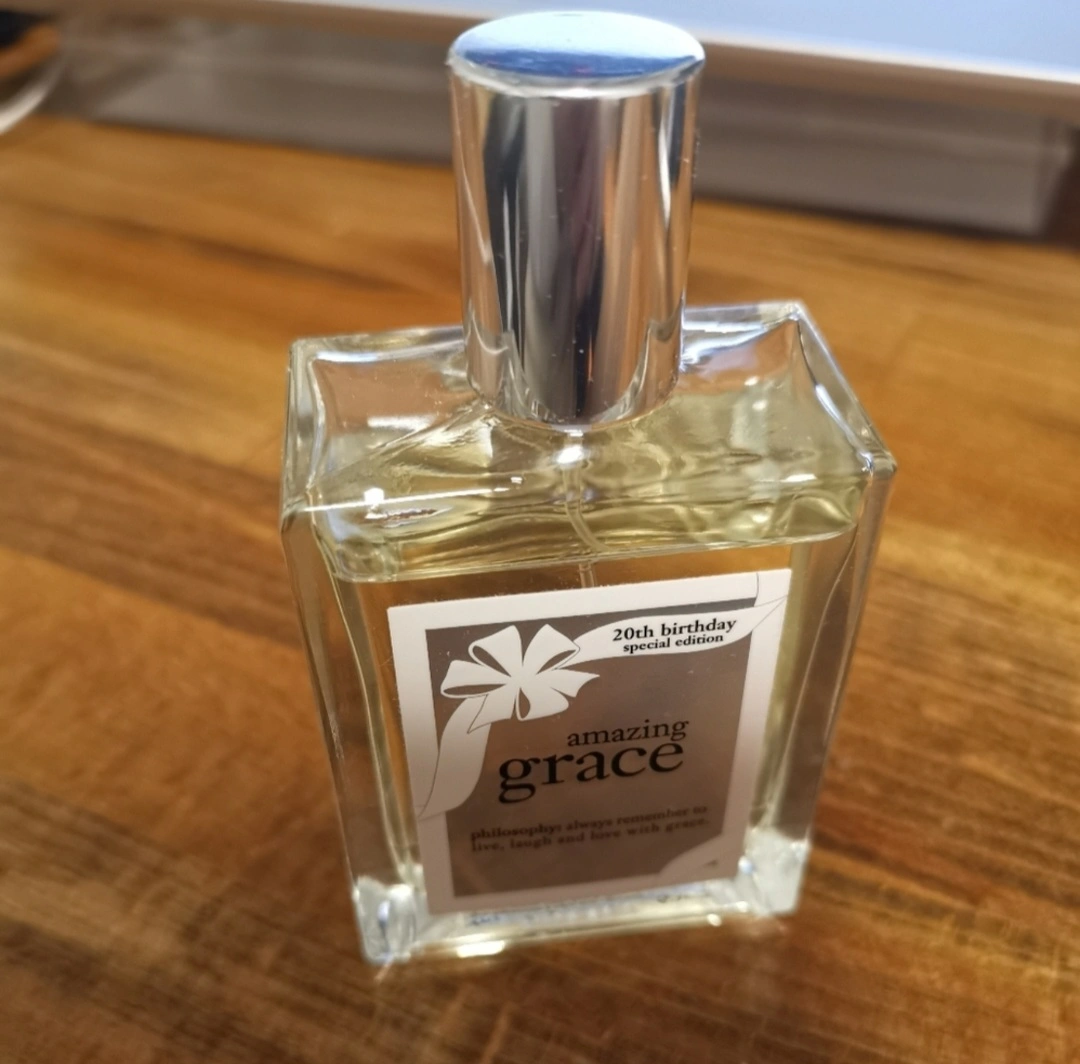 20th birthday
special edition
amazing
grace
philosophy: always remember to
live, laugh and love with grace.